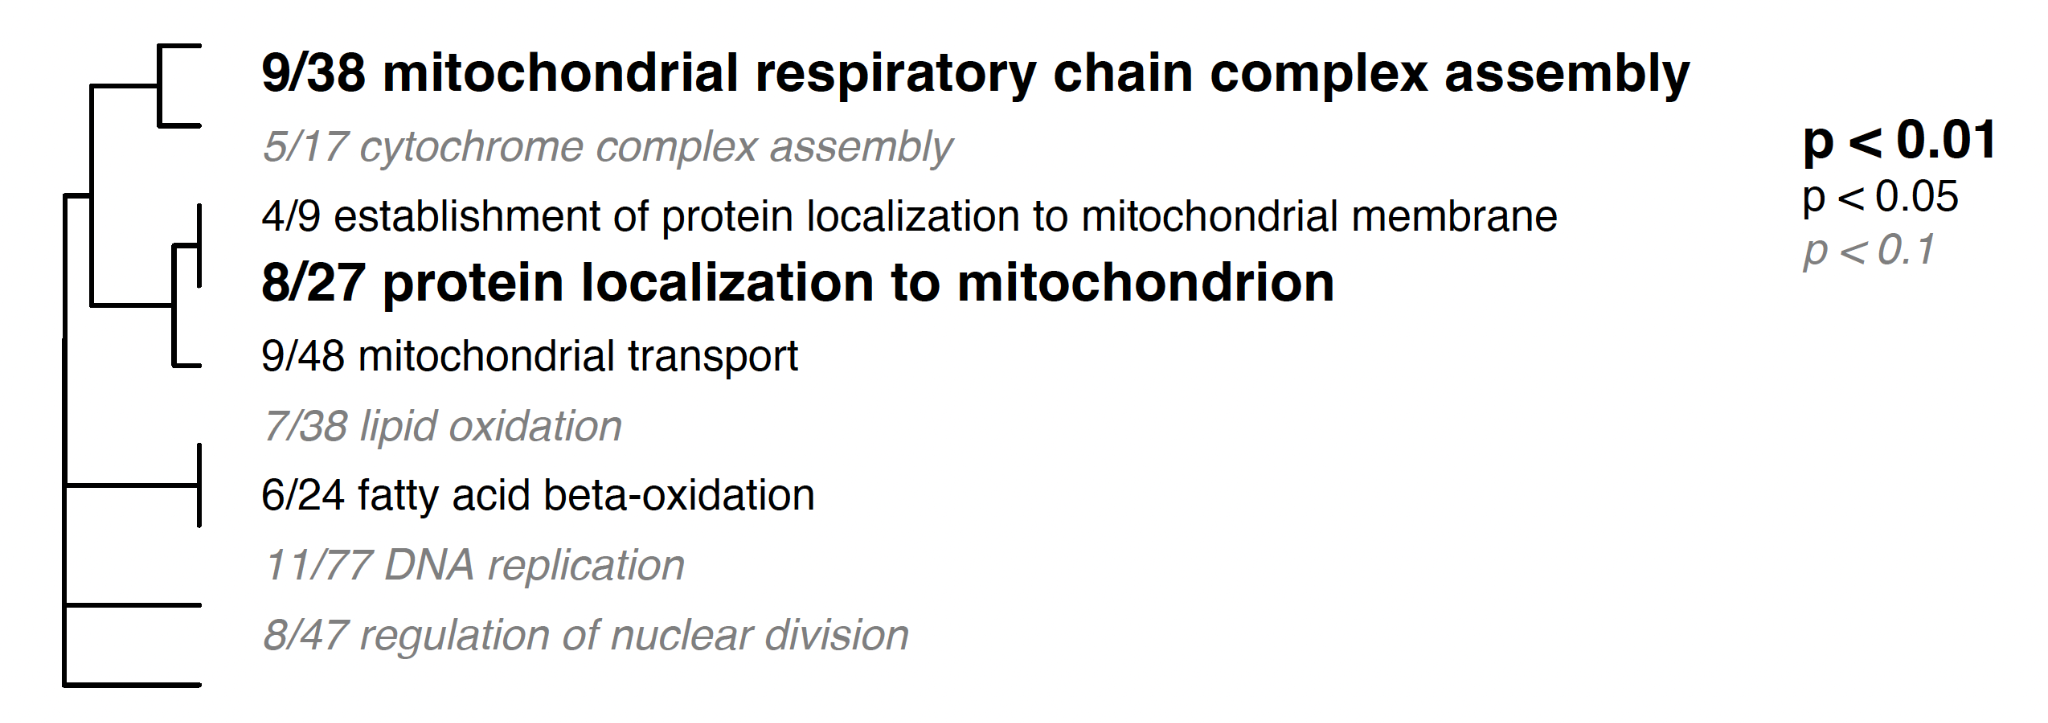 9/38 mitochondrial respiratory chain complex assembly
5/17 cytochrome complex assembly
4/9 establishment of protein localization to mitochondrial membrane
8/27 protein localization to mitochondrion
9/48 mitochondrial transport
7/38 lipid oxidation
6/24 fatty acid beta-oxidation
11/77 DNA replication
8/47 regulation of nuclear division
p < 0.01
p < 0.05
p < 0.1